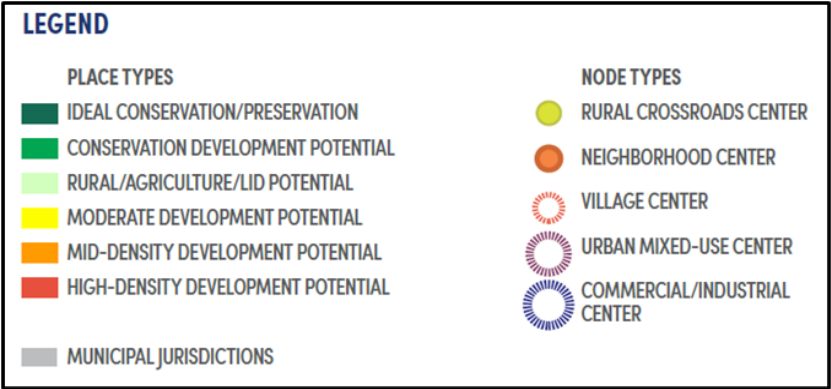 LEGEND
PLACE TYPES
IDEAL CONSERVATION/PRESERVATION
CONSERVATION DEVELOPMENT POTENTIAL
RURAL/AGRICULTURE/LID POTENTIAL
MODERATE DEVELOPMENT POTENTIAL
MID-DENSITY DEVELOPMENT POTENTIAL
HIGH-DENSITY DEVELOPMENT POTENTIAL
MUNICIPAL JURISDICTIONS
NODE TYPES
RURAL CROSSROADS CENTER
NEIGHBORHOOD CENTER
VILLAGE CENTER
URBAN MIXED-USE CENTER
COMMERCIAL/INDUSTRIAL
CENTER